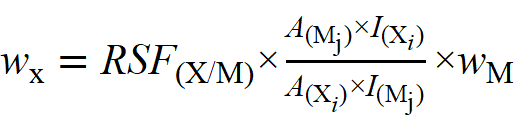 w_x = RSF_(X/M) × (A_(M_j) × I_(X_i)) / (A_(X_i) × I_(M_j)) × w_M